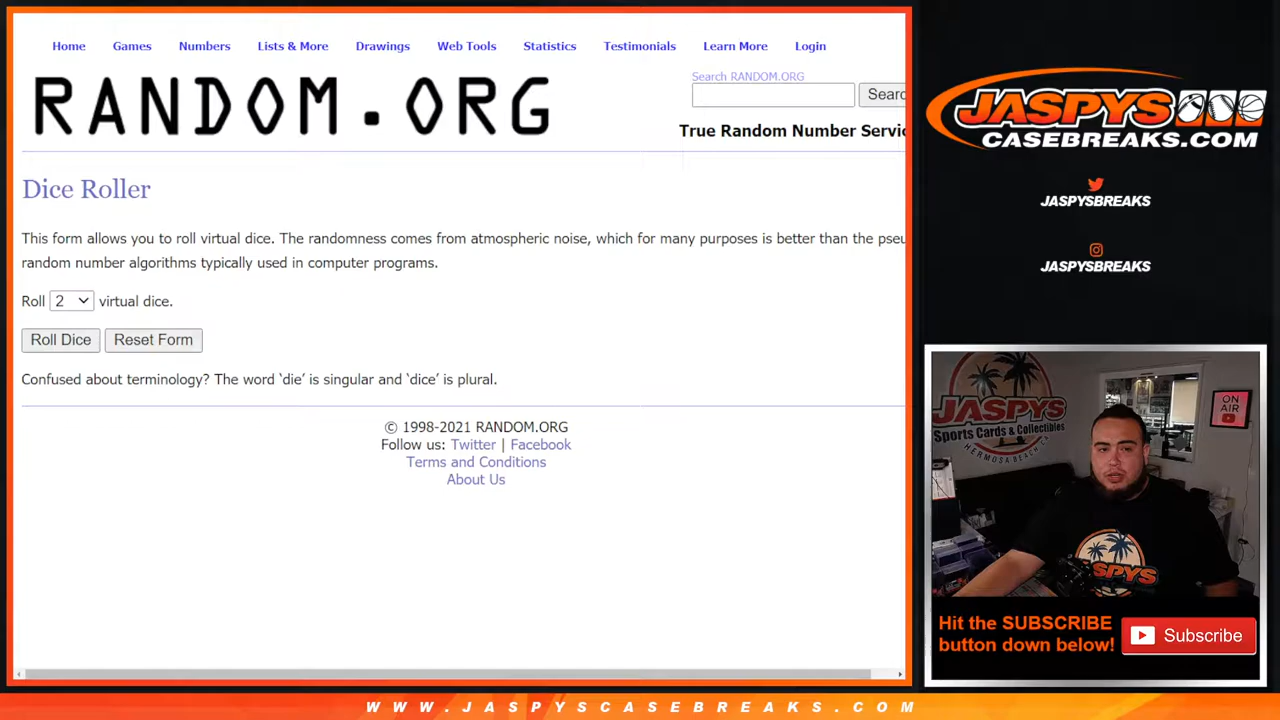 Home Games Numbers Lists & More Drawings Web Tools Statistics Testimonials Learn More Login
RANDOM.ORG
Search RANDOM.ORG
Searc
True Random Number Servic
Dice Roller
This form allows you to roll virtual dice. The randomness comes from atmospheric noise, which for many purposes is better than the pseu
random number algorithms typically used in computer programs.
Roll 2 virtual dice.
Roll Dice Reset Form
Confused about terminology? The word ‘die’ is singular and ‘dice’ is plural.
© 1998-2021 RANDOM.ORG
Follow us: Twitter | Facebook
Terms and Conditions
About Us
JASPYS
CASEBREAKS.COM
JASPYSBREAKS
JASPYSBREAKS
JASPYS
Sports Cards & Collectibles
HERMOSA BEACH, CA
ON AIR
JASPYS
Hit the SUBSCRIBE
button down below!
Subscribe
WWW.JASPYSCASEBREAKS.COM